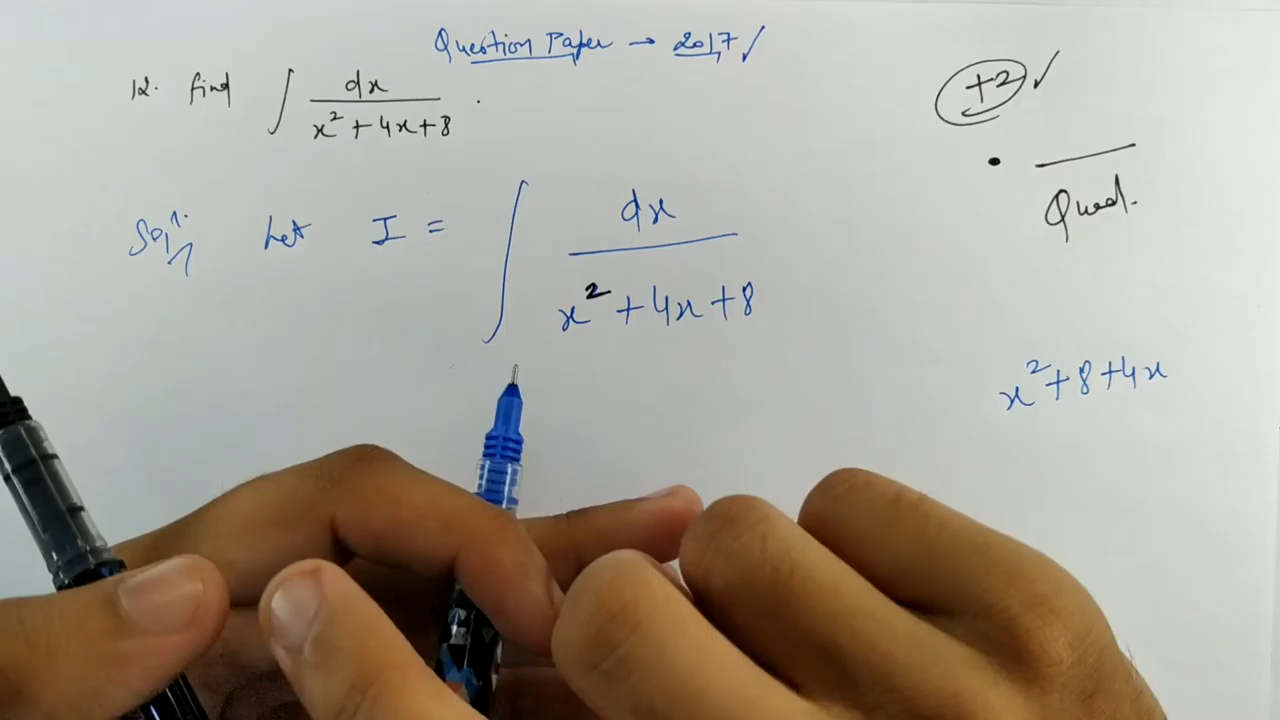 Question Paper → 2017 ✓
12. find ∫ dx / x² + 4x + 8 .
+2 ✓
Quad.
Sol^n. Let I = ∫ dx / x² + 4x + 8
x² + 8 + 4x